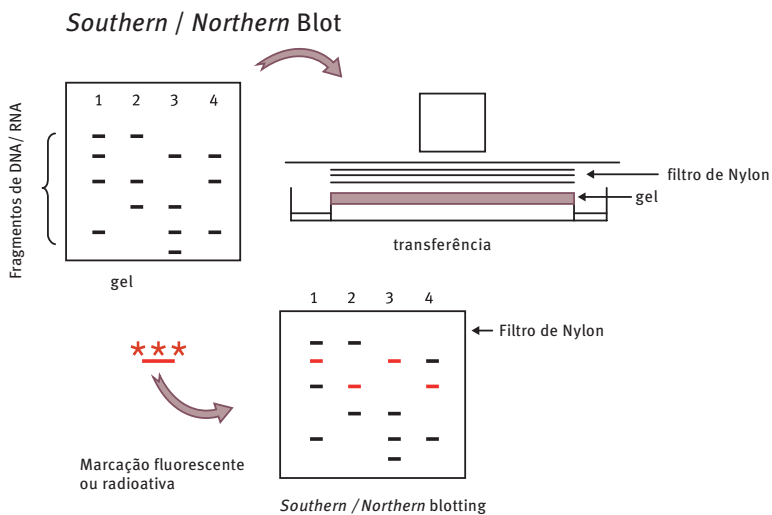 Southern / Northern Blot
1 2 3 4
Fragmentos de DNA/ RNA
gel
filtro de Nylon
gel
transferência
1 2 3 4
Filtro de Nylon
***
Marcação fluorescente
ou radioativa
Southern / Northern blotting